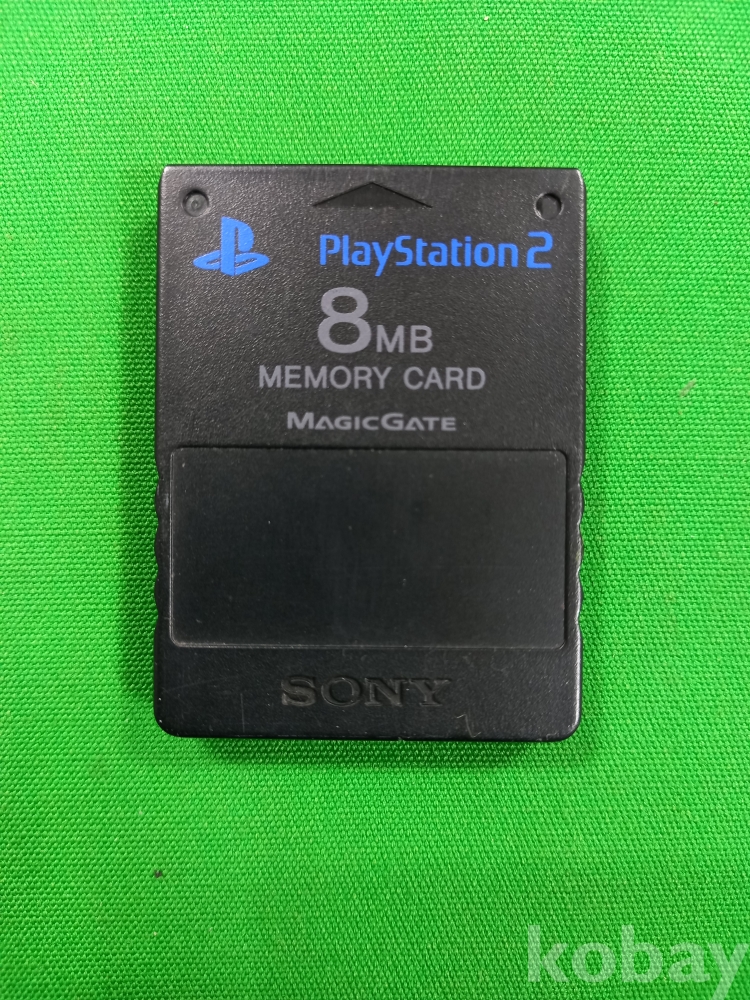 PlayStation 2
8MB
MEMORY CARD
MAGICGATE
SONY
kobay